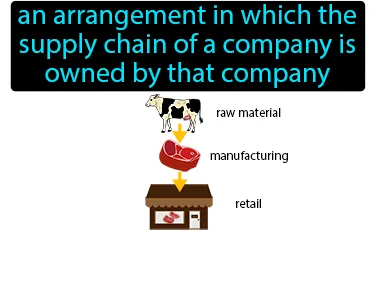 an arrangement in which the
supply chain of a company is
owned by that company
raw material
manufacturing
retail